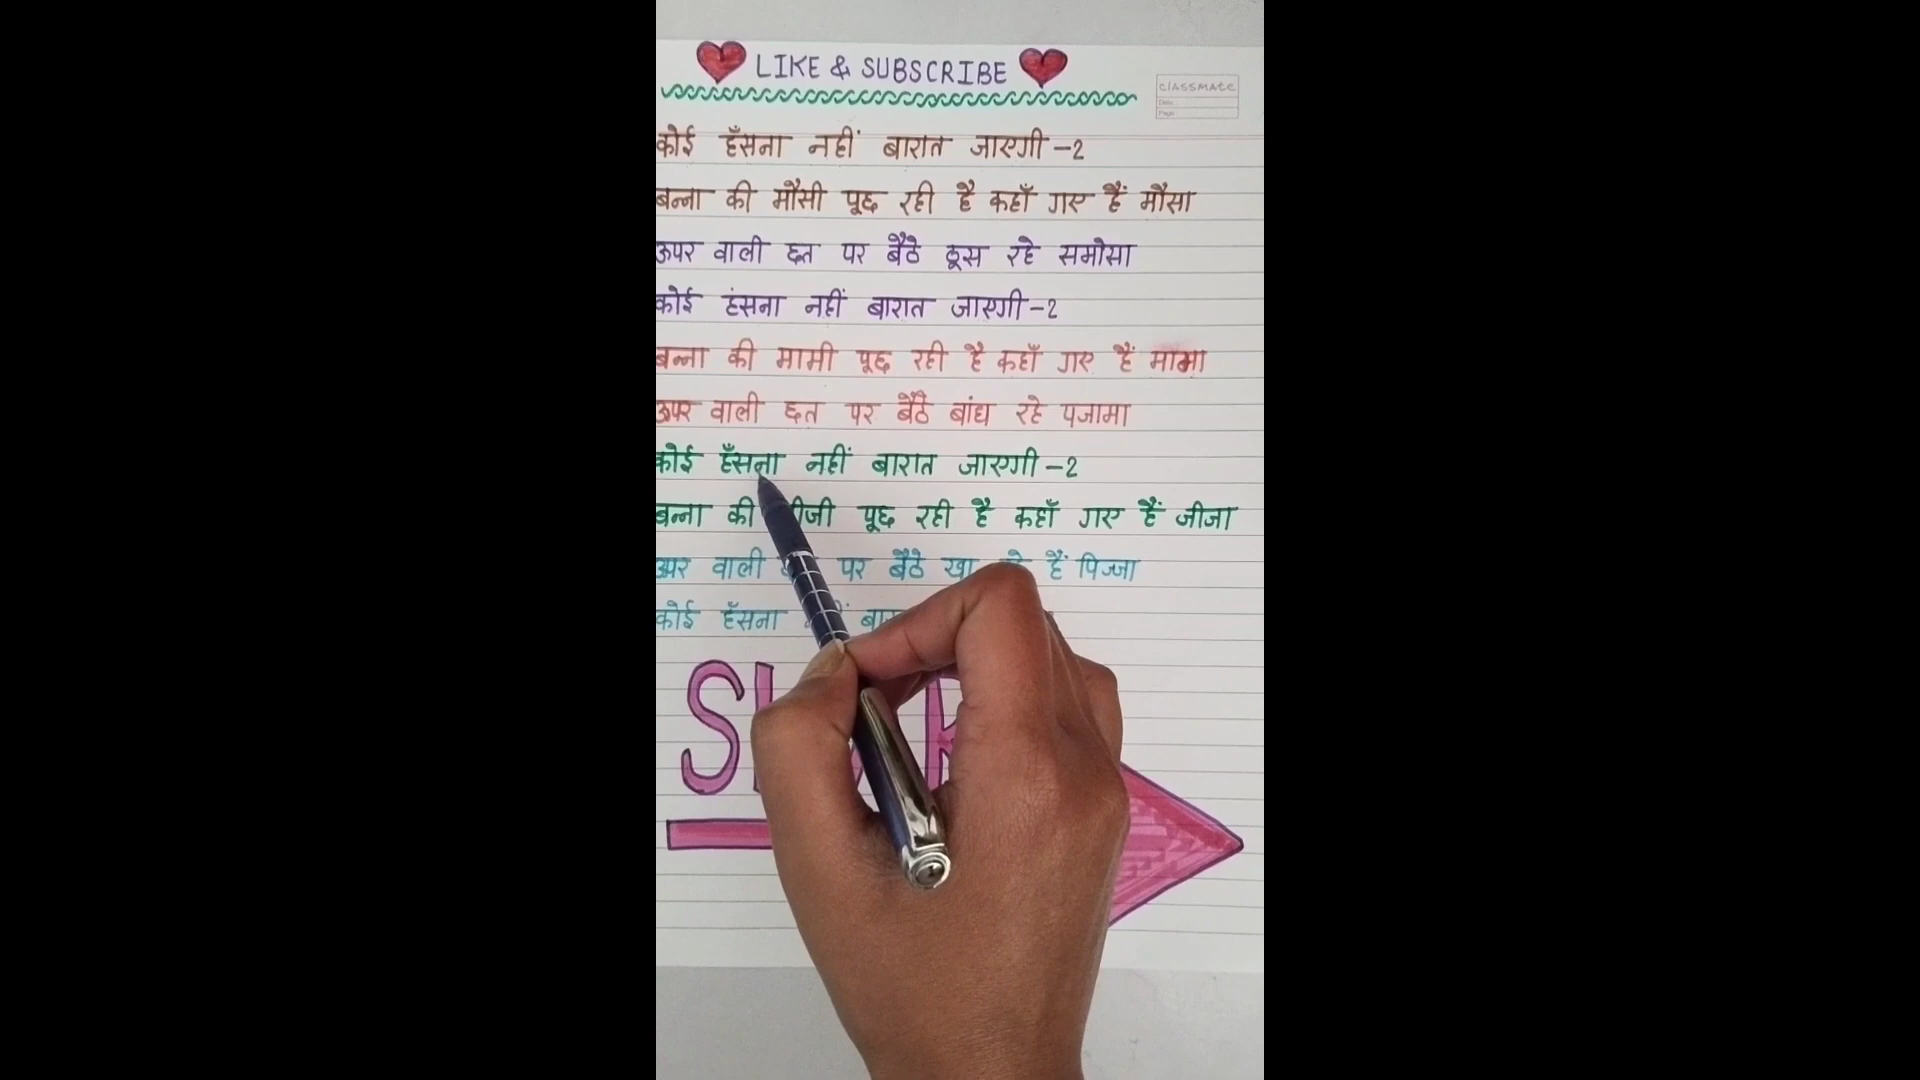 LIKE & SUBSCRIBE
CLASSMATE
Date
Page
कोई हँसना नहीं बारात जाएगी -2
बन्ना की मौसी पूछ रही है कहाँ गए हैं मौसा
ऊपर वाली छत पर बैठे ठूस रहे समोसा
कोई हंसना नहीं बारात जाएगी -2
बन्ना की मामी पूछ रही है कहाँ गए हैं मामा
ऊपर वाली छत पर बैठे बांध रहे पजामा
कोई हँसना नहीं बारात जाएगी -2
बन्ना की पूछ रही है कहाँ गए हैं जीजा
ऊपर वाली पर बैठे खा हैं पिज्जा
कोई हँसना